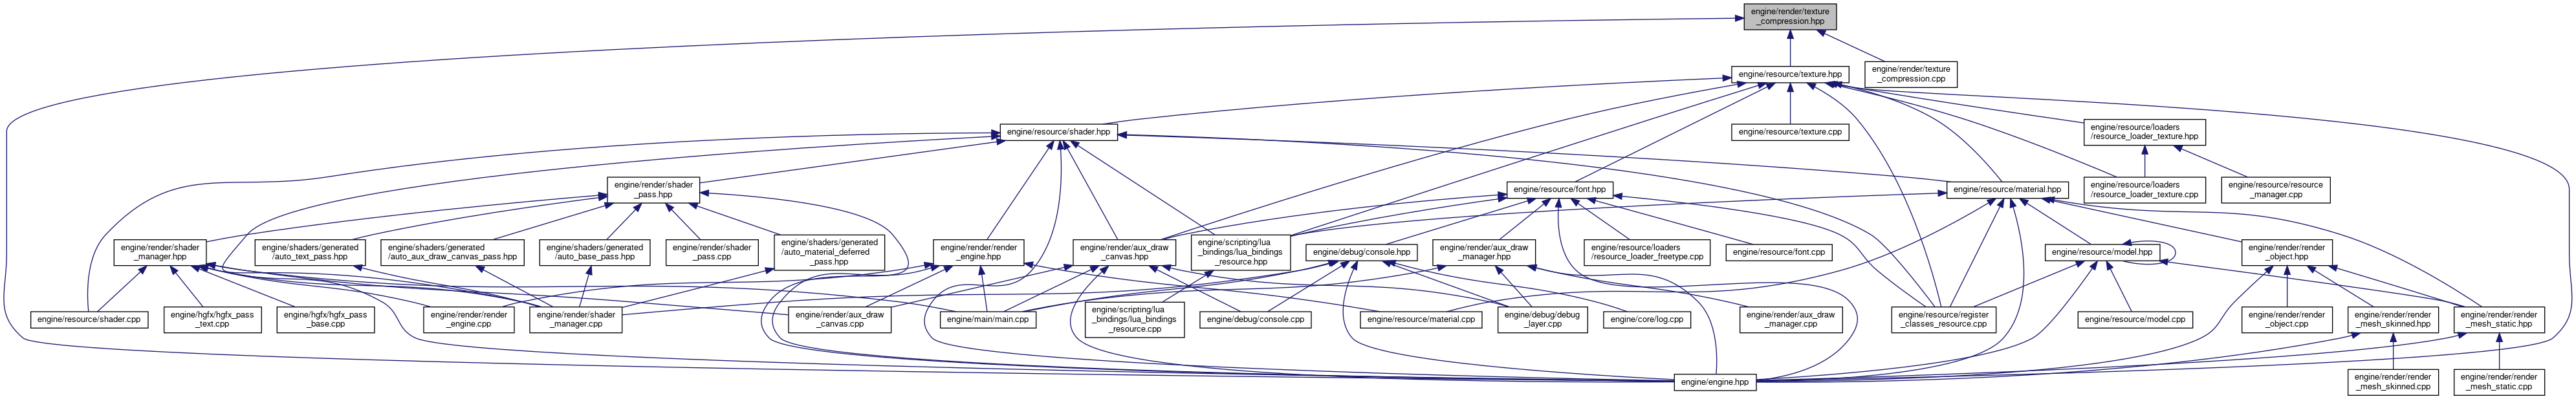 engine/render/texture
_compression.hpp
engine/resource/texture.hpp
engine/render/texture
_compression.cpp
engine/resource/shader.hpp
engine/resource/texture.cpp
engine/resource/loaders
/resource_loader_texture.hpp
engine/render/shader
_pass.hpp
engine/resource/font.hpp
engine/resource/material.hpp
engine/resource/loaders
/resource_loader_texture.cpp
engine/resource/resource
_manager.cpp
engine/render/shader
_manager.hpp
engine/shaders/generated
/auto_text_pass.hpp
engine/shaders/generated
/auto_aux_draw_canvas_pass.hpp
engine/shaders/generated
/auto_base_pass.hpp
engine/render/shader
_pass.cpp
engine/shaders/generated
/auto_material_deferred
_pass.hpp
engine/render/render
_engine.hpp
engine/render/aux_draw
_canvas.hpp
engine/scripting/lua
_bindings/lua_bindings
_resource.hpp
engine/debug/console.hpp
engine/render/aux_draw
_manager.hpp
engine/resource/loaders
/resource_loader_freetype.cpp
engine/resource/font.cpp
engine/resource/model.hpp
engine/render/render
_object.hpp
engine/resource/shader.cpp
engine/hgfx/hgfx_pass
_text.cpp
engine/hgfx/hgfx_pass
_base.cpp
engine/render/render
_engine.cpp
engine/render/shader
_manager.cpp
engine/render/aux_draw
_canvas.cpp
engine/main/main.cpp
engine/scripting/lua
_bindings/lua_bindings
_resource.cpp
engine/debug/console.cpp
engine/resource/material.cpp
engine/debug/debug
_layer.cpp
engine/core/log.cpp
engine/render/aux_draw
_manager.cpp
engine/resource/register
_classes_resource.cpp
engine/resource/model.cpp
engine/render/render
_object.cpp
engine/render/render
_mesh_skinned.hpp
engine/render/render
_mesh_static.hpp
engine/engine.hpp
engine/render/render
_mesh_skinned.cpp
engine/render/render
_mesh_static.cpp